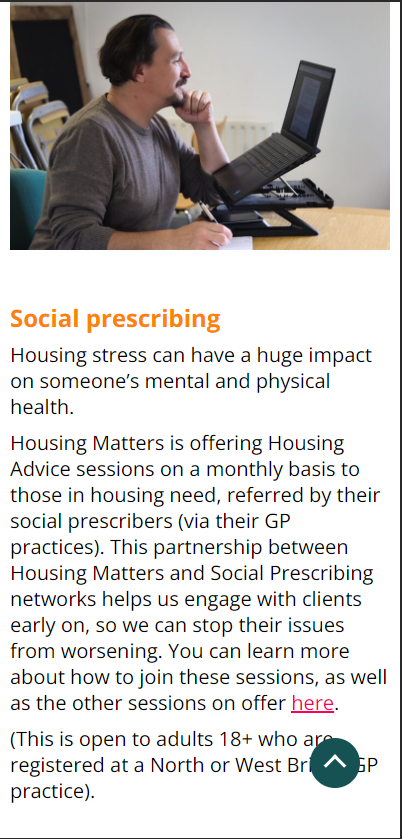 Social prescribing
Housing stress can have a huge impact
on someone’s mental and physical
health.
Housing Matters is offering Housing
Advice sessions on a monthly basis to
those in housing need, referred by their
social prescribers (via their GP
practices). This partnership between
Housing Matters and Social Prescribing
networks helps us engage with clients
early on, so we can stop their issues
from worsening. You can learn more
about how to join these sessions, as well
as the other sessions on offer here.
(This is open to adults 18+ who are
registered at a North or West GP
practice).